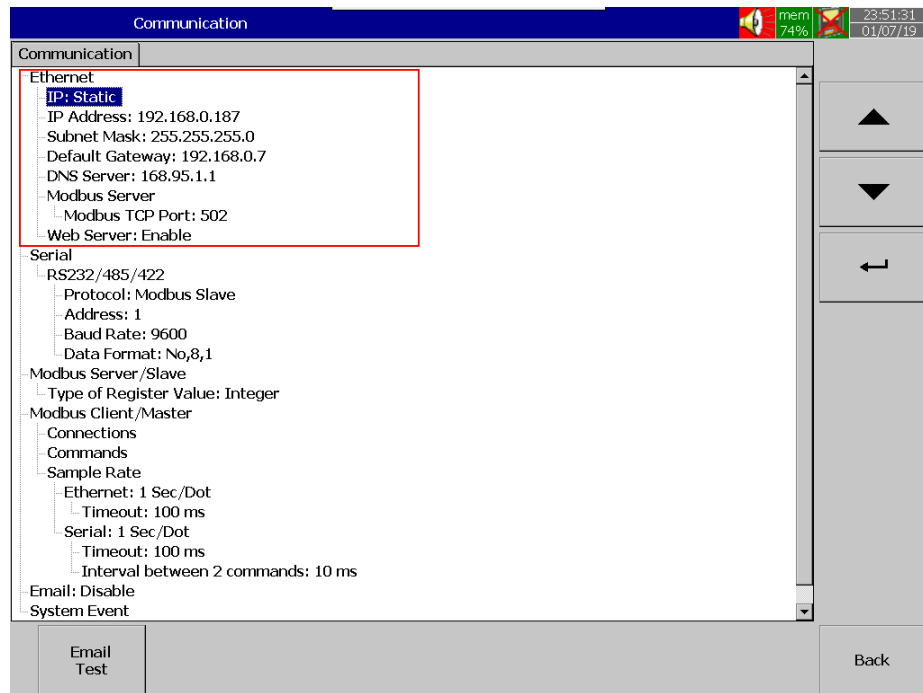 Communication
mem
74%
23:51:31
01/07/19
Communication
Ethernet
IP: Static
IP Address: 192.168.0.187
Subnet Mask: 255.255.255.0
Default Gateway: 192.168.0.7
DNS Server: 168.95.1.1
Modbus Server
Modbus TCP Port: 502
Web Server: Enable
Serial
RS232/485/422
Protocol: Modbus Slave
Address: 1
Baud Rate: 9600
Data Format: No,8,1
Modbus Server/Slave
Type of Register Value: Integer
Modbus Client/Master
Connections
Commands
Sample Rate
Ethernet: 1 Sec/Dot
Timeout: 100 ms
Serial: 1 Sec/Dot
Timeout: 100 ms
Interval between 2 commands: 10 ms
Email: Disable
System Event
Email
Test
Back